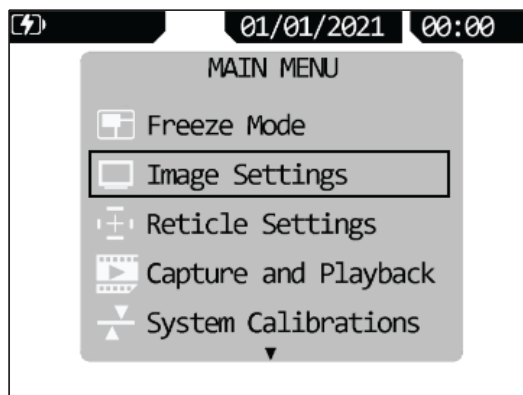 01/01/2021 00:00
MAIN MENU
Freeze Mode
Image Settings
Reticle Settings
Capture and Playback
System Calibrations